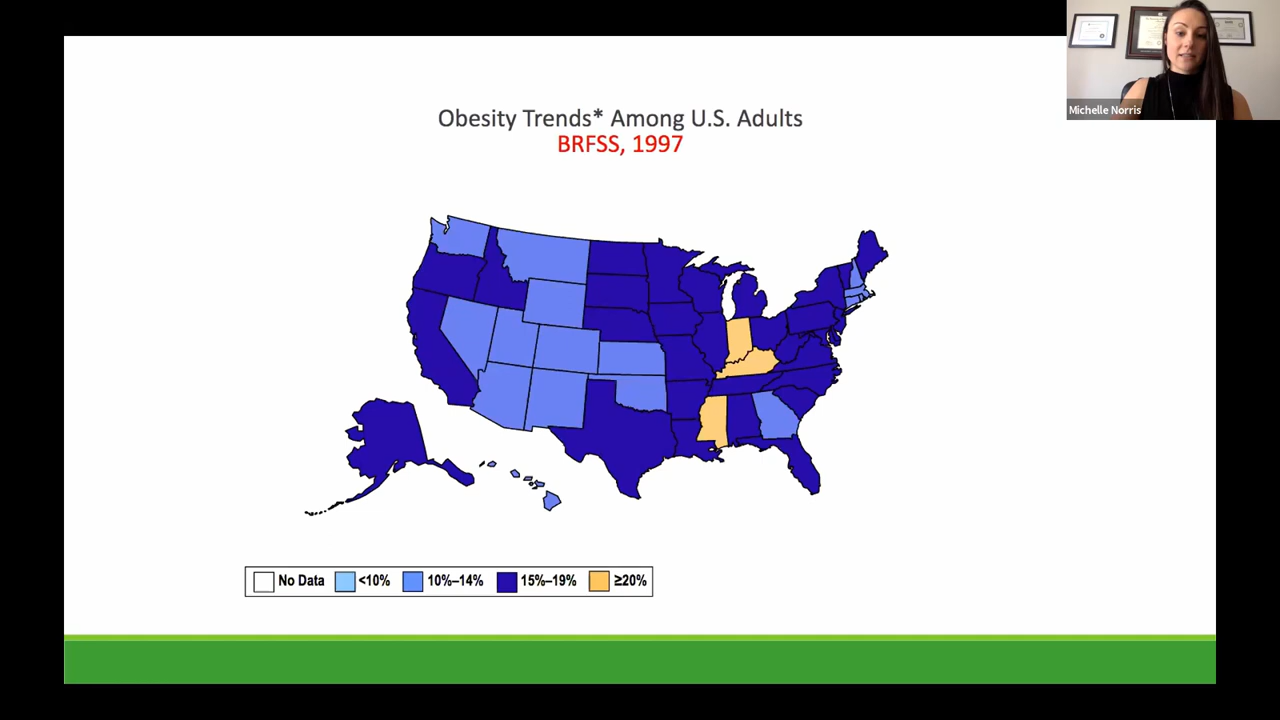 Obesity Trends* Among U.S. Adults
BRFSS, 1997
Michelle Norris
No Data <10% 10%–14% 15%–19% ≥20%